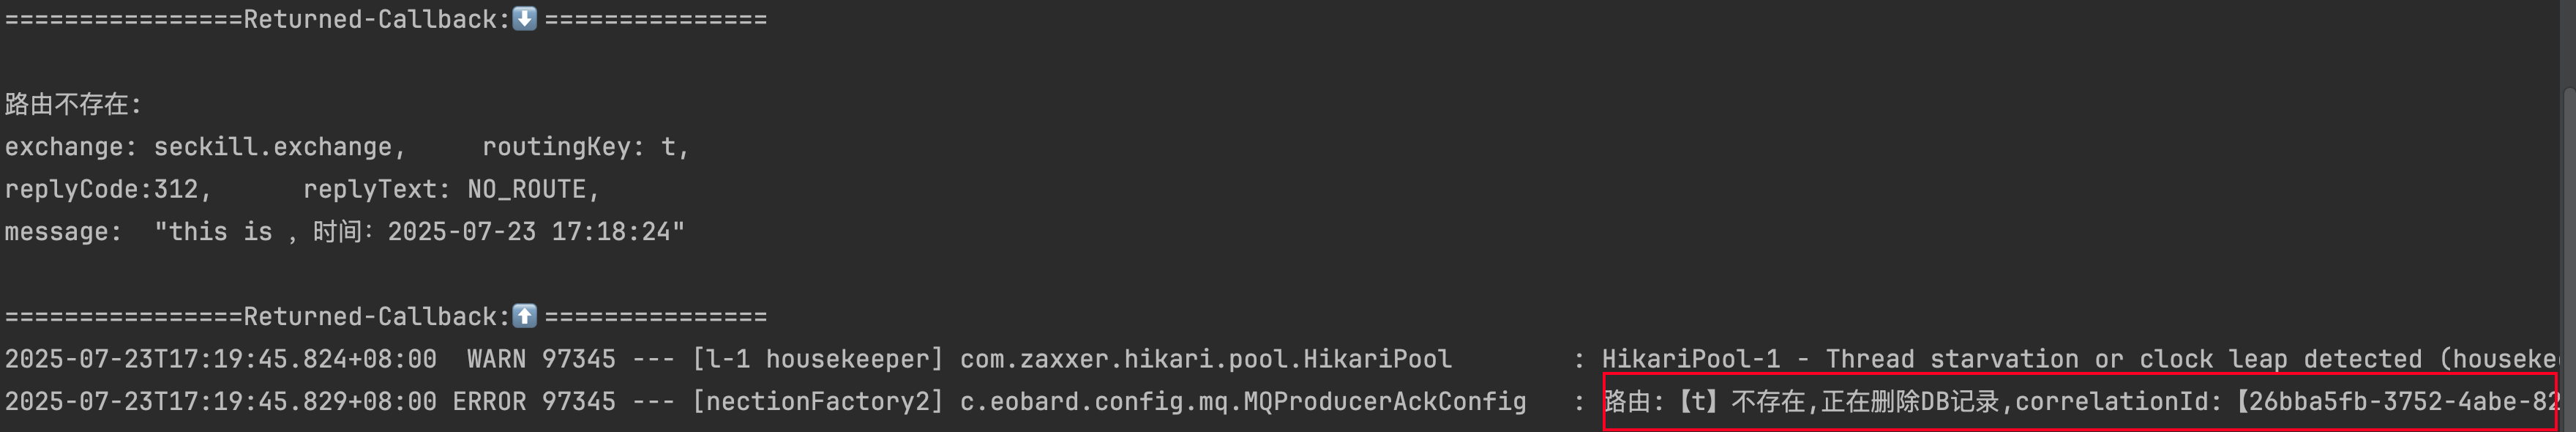 ================Returned-Callback:⬇️===============
路由不存在:
exchange: seckill.exchange,     routingKey: t,
replyCode:312,      replyText: NO_ROUTE,
message:  "this is ，时间：2025-07-23 17:18:24"
================Returned-Callback:⬆️===============
2025-07-23T17:19:45.824+08:00  WARN 97345 --- [l-1 housekeeper] com.zaxxer.hikari.pool.HikariPool        : HikariPool-1 - Thread starvation or clock leap detected (houseke
2025-07-23T17:19:45.829+08:00 ERROR 97345 --- [nectionFactory2] c.eobard.config.mq.MQProducerAckConfig   : 路由:【t】不存在,正在删除DB记录,correlationId:【26bba5fb-3752-4abe-82